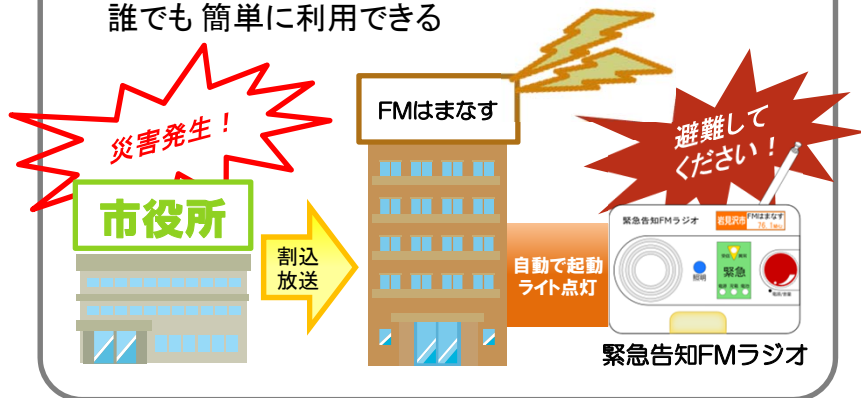 誰でも 簡単に利用できる
災害発生！
市役所
割込
放送
FMはまなす
自動で起動
ライト点灯
避難して
ください！
緊急告知FMラジオ
岩見沢市
FMはまなす
76.1MHz
照明
緊急
緊急告知FMラジオ